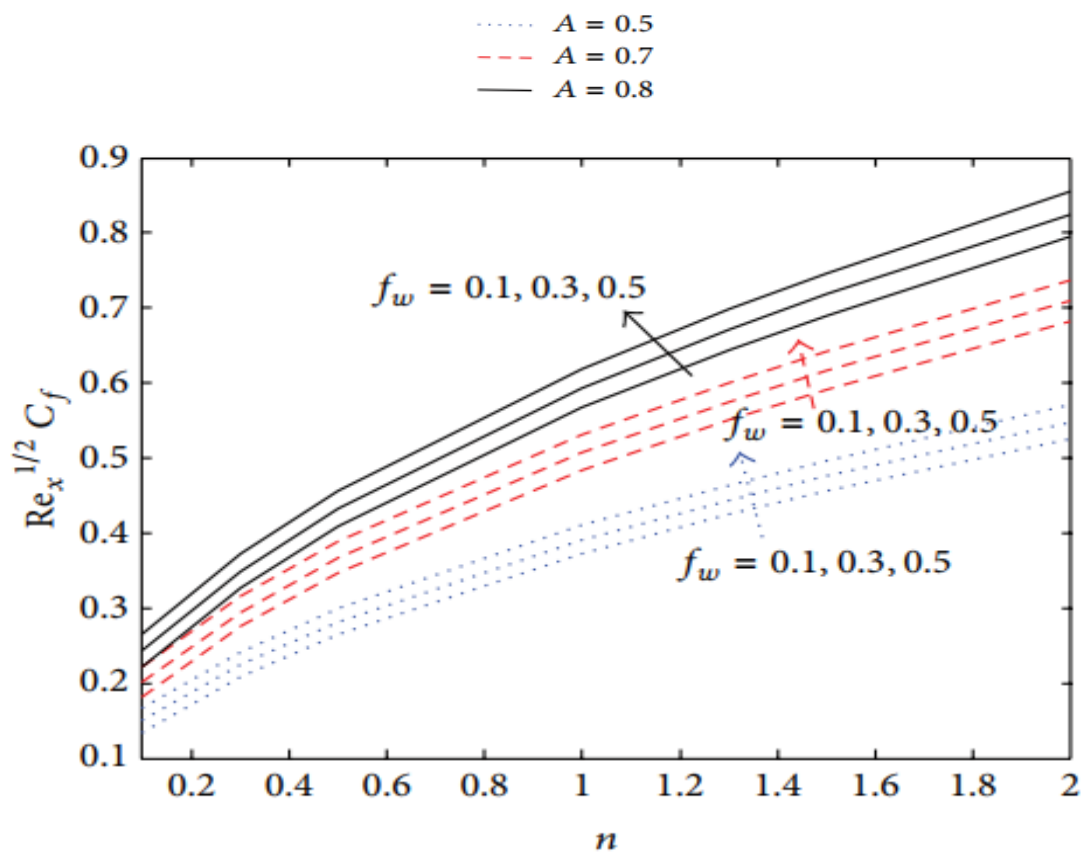 A = 0.5
A = 0.7
A = 0.8
0.9
0.8
0.7
0.6
0.5
0.4
0.3
0.2
0.1
Re_x^{1/2} C_f
f_w = 0.1, 0.3, 0.5
f_w = 0.1, 0.3, 0.5
f_w = 0.1, 0.3, 0.5
0.2 0.4 0.6 0.8 1 1.2 1.4 1.6 1.8 2
n